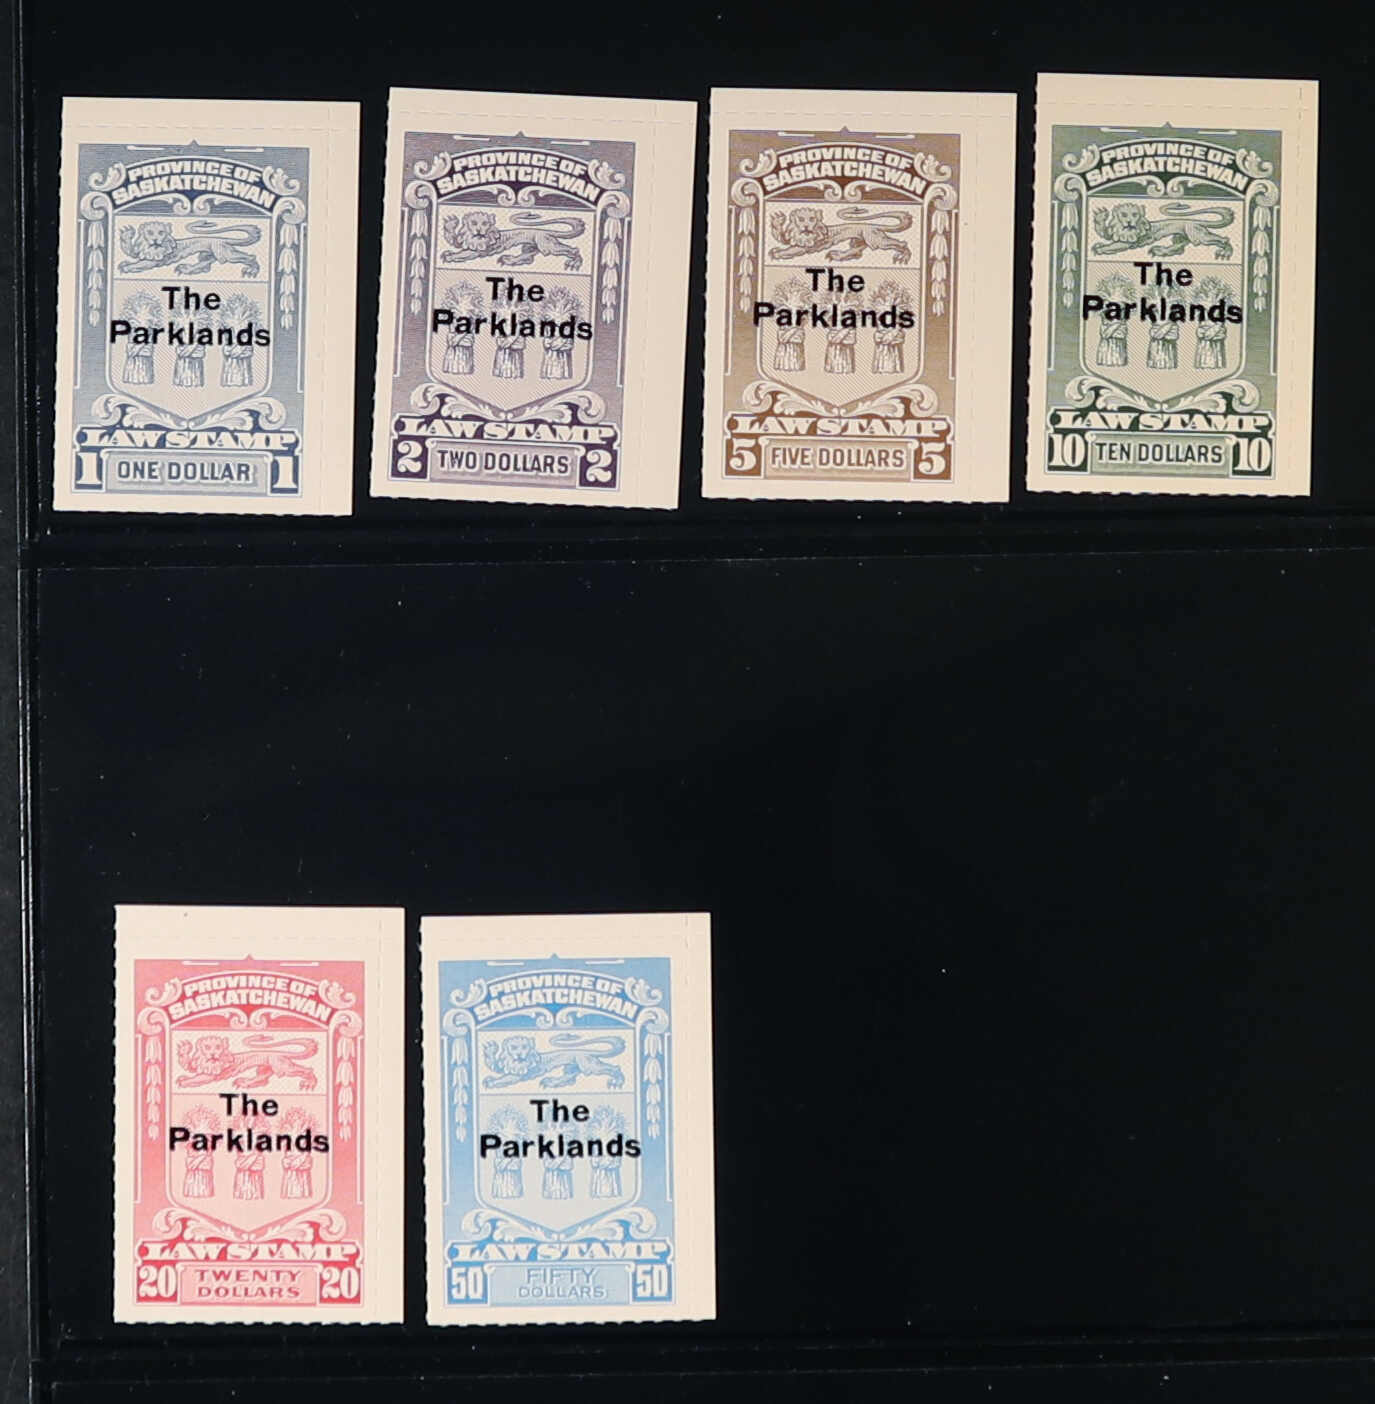 PROVINCE OF
SASKATCHEWAN
The
Parklands
LAW STAMP
1 ONE DOLLAR 1
PROVINCE OF
SASKATCHEWAN
The
Parklands
LAW STAMP
2 TWO DOLLARS 2
PROVINCE OF
SASKATCHEWAN
The
Parklands
LAW STAMP
5 FIVE DOLLARS 5
PROVINCE OF
SASKATCHEWAN
The
Parklands
LAW STAMP
10 TEN DOLLARS 10
PROVINCE OF
SASKATCHEWAN
The
Parklands
LAW STAMP
20 TWENTY 20
DOLLARS
PROVINCE OF
SASKATCHEWAN
The
Parklands
LAW STAMP
50 FIFTY 50
DOLLARS